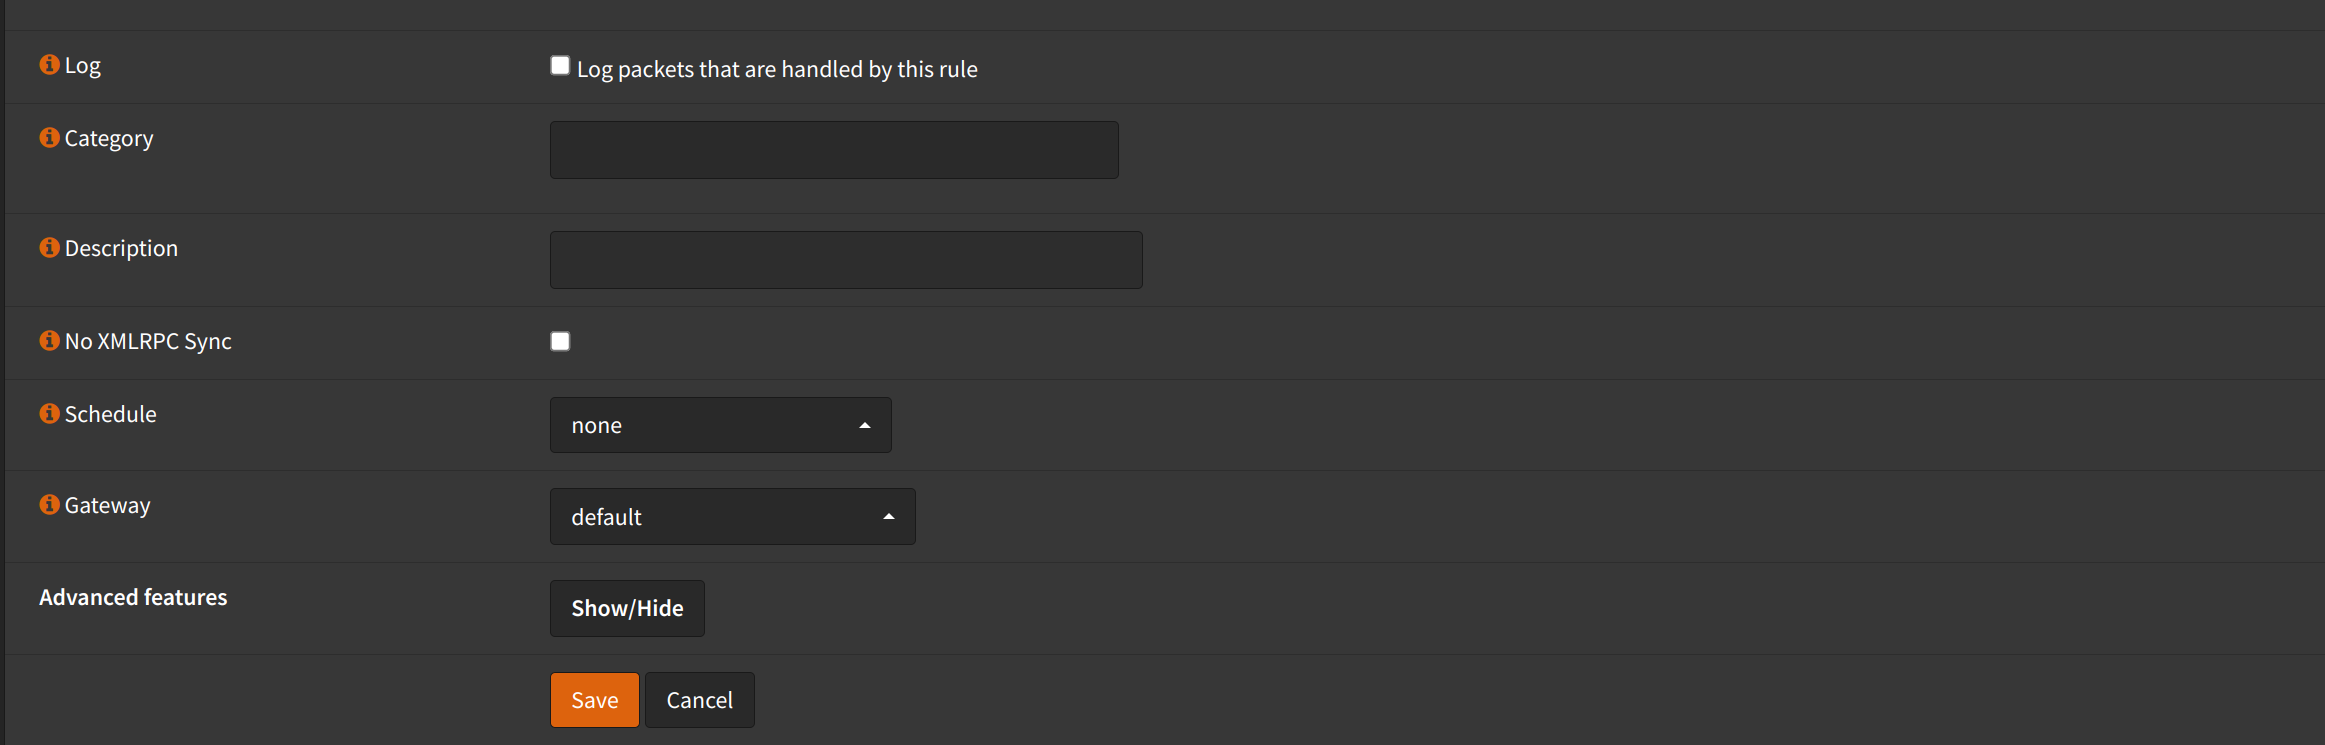 Log
Log packets that are handled by this rule
Category
Description
No XMLRPC Sync
Schedule
none
Gateway
default
Advanced features
Show/Hide
Save
Cancel